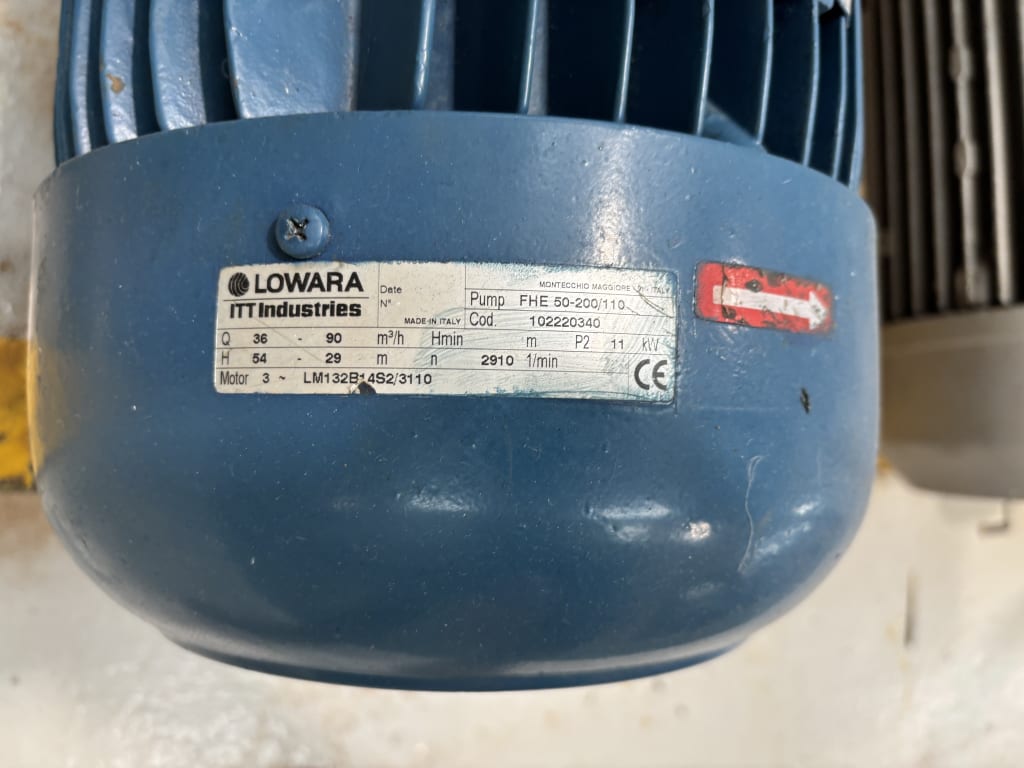 LOWARA
ITT Industries
Date
N°
MADE IN ITALY
MONTECCHIO MAGGIORE ITALY
Pump FHE 50-200/110
Cod. 102220340
Q 36 - 90 m³/h Hmin m P2 11 kW
H 54 - 29 m n 2910 1/min
Motor 3 ~ LM132B14S2/3110
CE